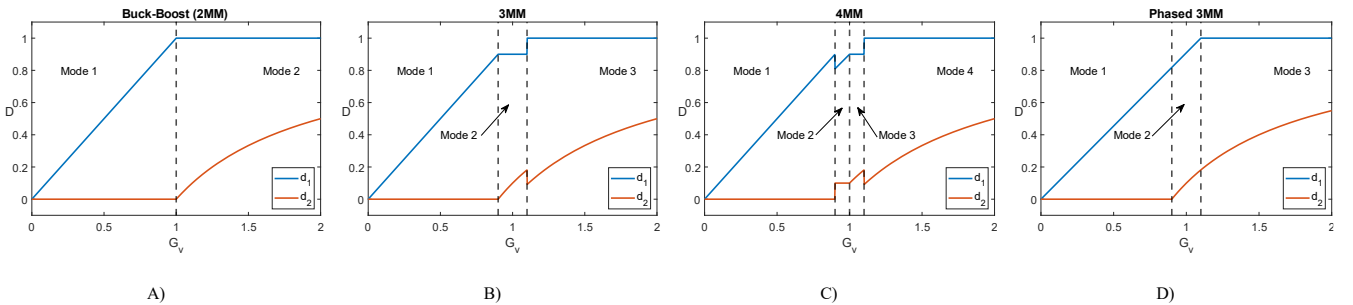 Buck-Boost (2MM)
1
0.8
0.6
0.4
0.2
0
D
Mode 1
Mode 2
d1
d2
0 0.5 1 1.5 2
Gv
A)
3MM
1
0.8
0.6
0.4
0.2
0
D
Mode 1
Mode 3
Mode 2
d1
d2
0 0.5 1 1.5 2
Gv
B)
4MM
1
0.8
0.6
0.4
0.2
0
D
Mode 1
Mode 4
Mode 2
Mode 3
d1
d2
0 0.5 1 1.5 2
Gv
C)
Phased 3MM
1
0.8
0.6
0.4
0.2
0
D
Mode 1
Mode 3
Mode 2
d1
d2
0 0.5 1 1.5 2
Gv
D)